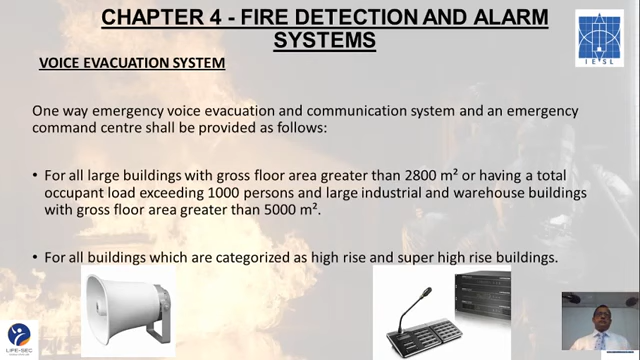 CHAPTER 4 - FIRE DETECTION AND ALARM
SYSTEMS
IESL
VOICE EVACUATION SYSTEM
One way emergency voice evacuation and communication system and an emergency
command centre shall be provided as follows:
• For all large buildings with gross floor area greater than 2800 m² or having a total
occupant load exceeding 1000 persons and large industrial and warehouse buildings
with gross floor area greater than 5000 m².
• For all buildings which are categorized as high rise and super high rise buildings.
LIFE-SEC